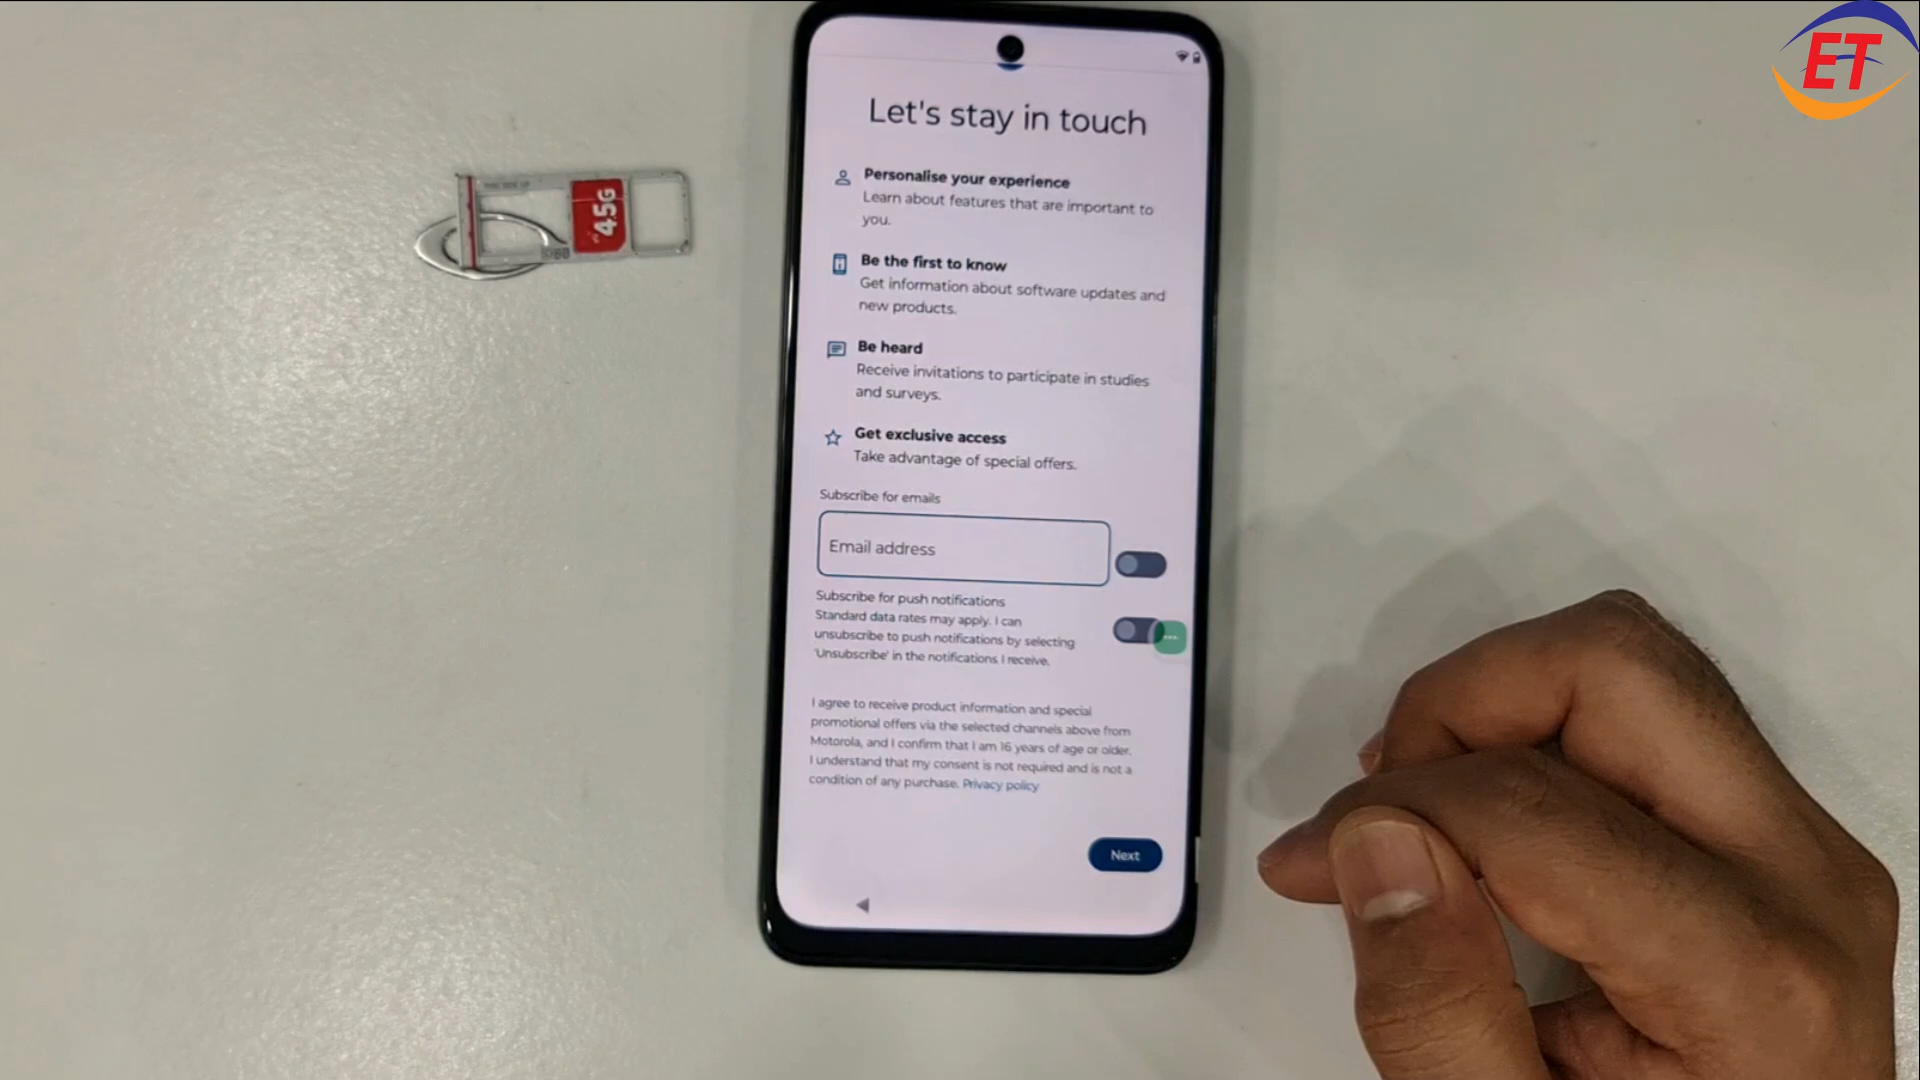 ET
Let's stay in touch
Personalise your experience
Learn about features that are important to
you.
Be the first to know
Get information about software updates and
new products.
Be heard
Receive invitations to participate in studies
and surveys.
Get exclusive access
Take advantage of special offers.
Subscribe for emails
Email address
Subscribe for push notifications
Standard data rates may apply. I can
unsubscribe to push notifications by selecting
'Unsubscribe' in the notifications I receive.
I agree to receive product information and special
promotional offers via the selected channels above from
Motorola, and I confirm that I am 16 years of age or older.
I understand that my consent is not required and is not a
condition of any purchase. Privacy policy
Next
4.5G